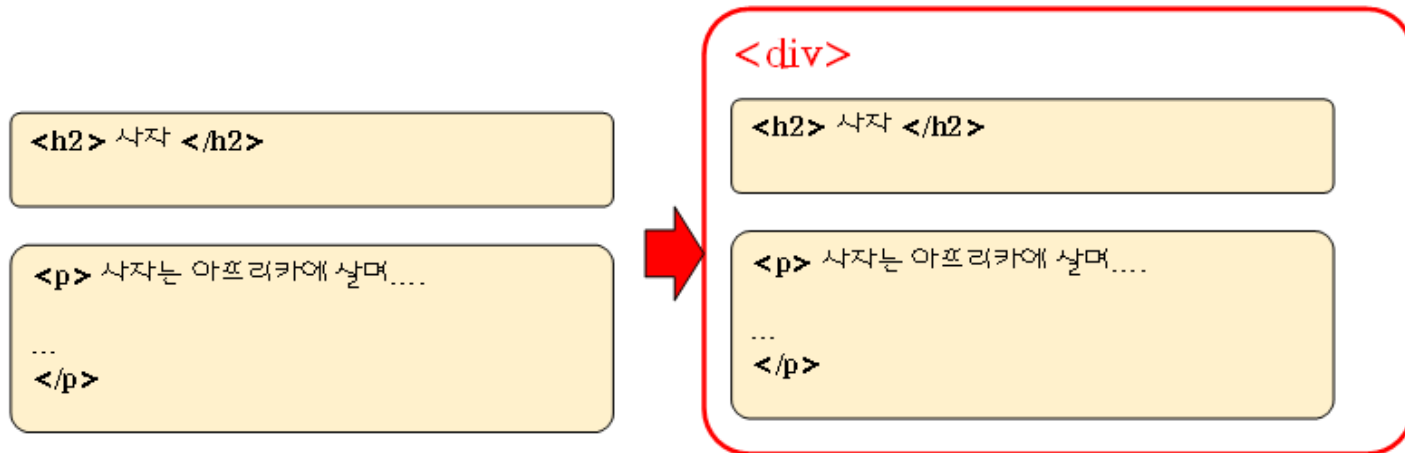 <h2> 사자 </h2>
<p> 사자는 아프리카에 살며....
...
</p>
<div>
<h2> 사자 </h2>
<p> 사자는 아프리카에 살며....
...
</p>